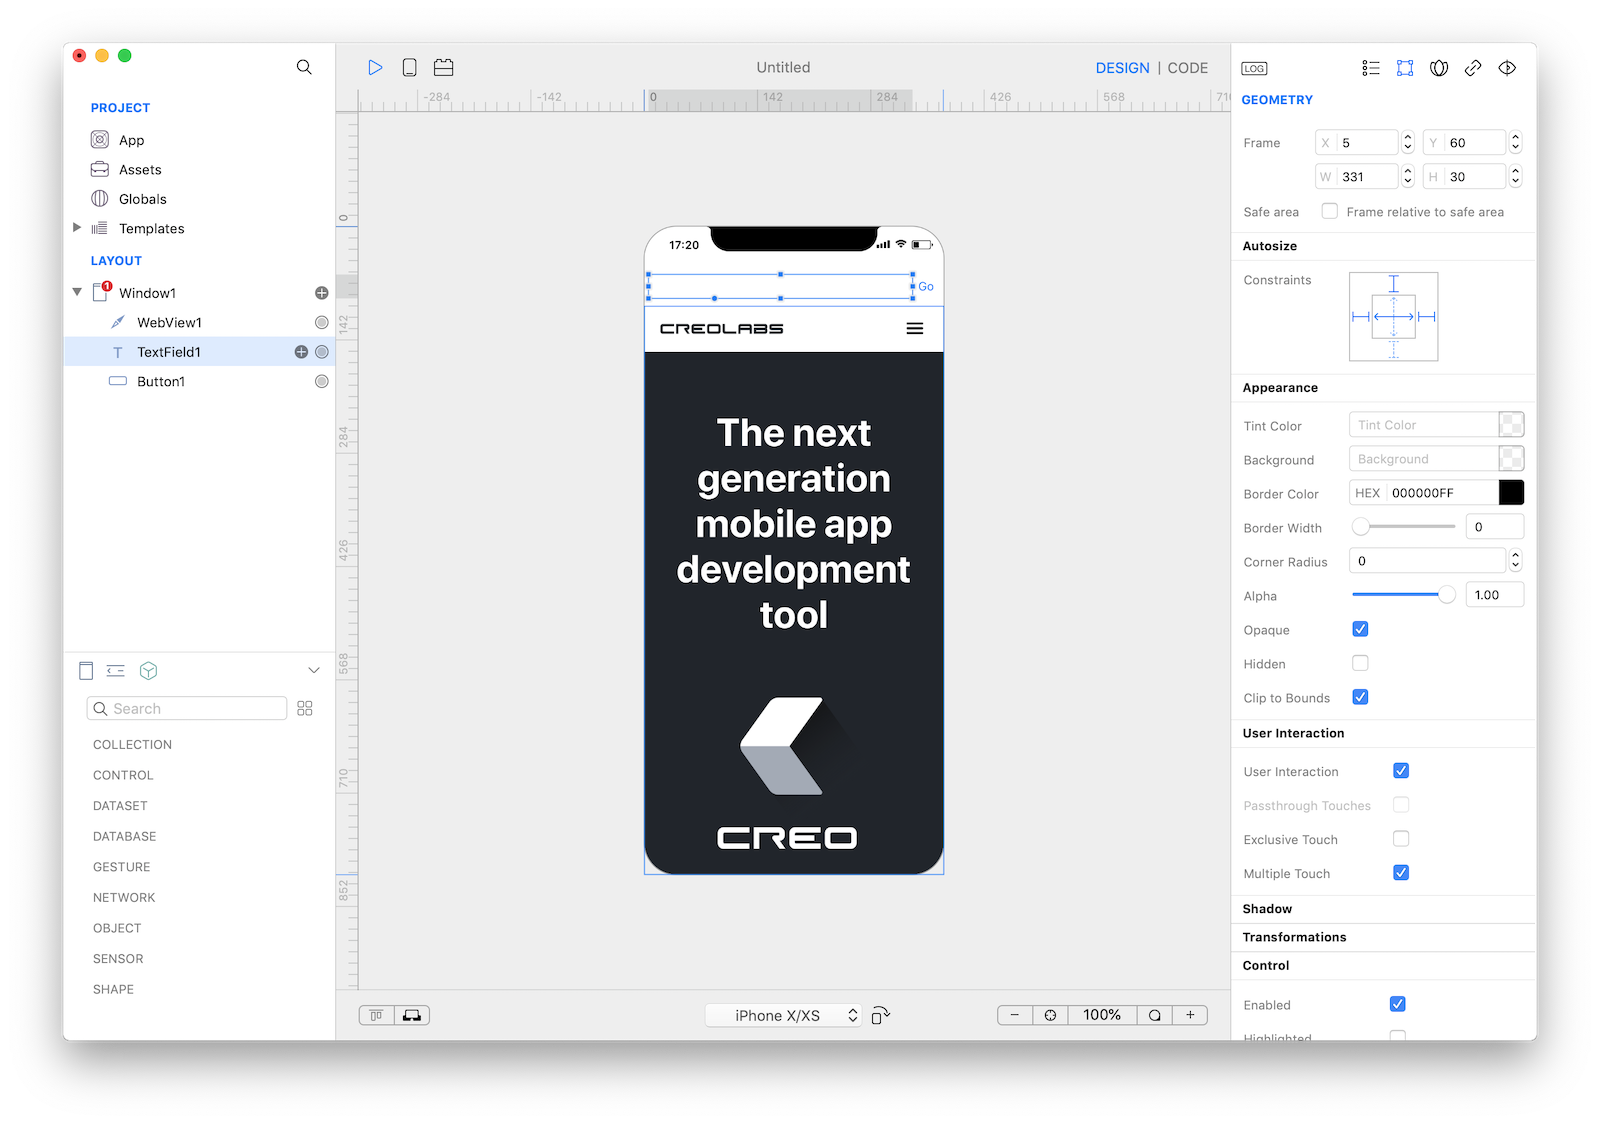 Untitled
DESIGN | CODE
LOG
PROJECT
App
Assets
Globals
Templates
LAYOUT
Window1
1
WebView1
TextField1
Button1
Search
COLLECTION
CONTROL
DATASET
DATABASE
GESTURE
NETWORK
OBJECT
SENSOR
SHAPE
-284 -142 0 142 284 426 568 710
0
142
284
426
568
710
852
17:20
Go
CREOLABS
The next
generation
mobile app
development
tool
CREO
iPhone X/XS
− 100% +
GEOMETRY
Frame X 5 Y 60
W 331 H 30
Safe area Frame relative to safe area
Autosize
Constraints
Appearance
Tint Color Tint Color
Background Background
Border Color HEX 000000FF
Border Width 0
Corner Radius 0
Alpha 1.00
Opaque
Hidden
Clip to Bounds
User Interaction
User Interaction
Passthrough Touches
Exclusive Touch
Multiple Touch
Shadow
Transformations
Control
Enabled
Highlighted